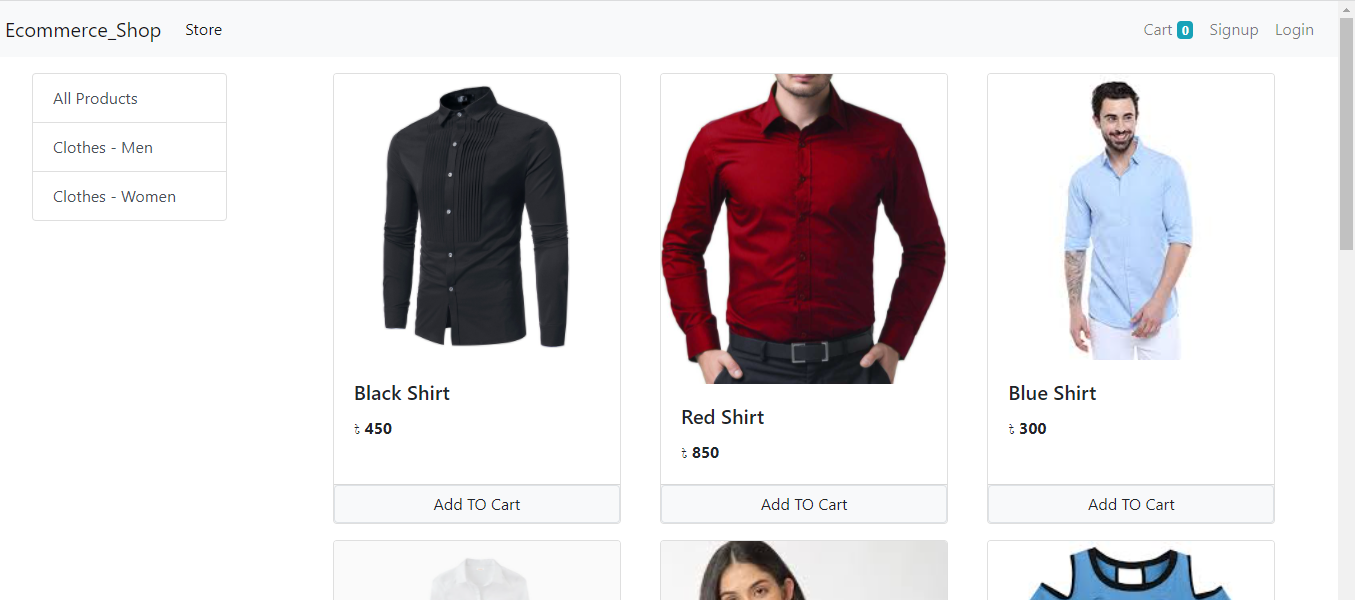 Ecommerce_Shop Store Cart 0 Signup Login
All Products
Clothes - Men
Clothes - Women
Black Shirt
৳ 450
Add TO Cart
Red Shirt
৳ 850
Add TO Cart
Blue Shirt
৳ 300
Add TO Cart